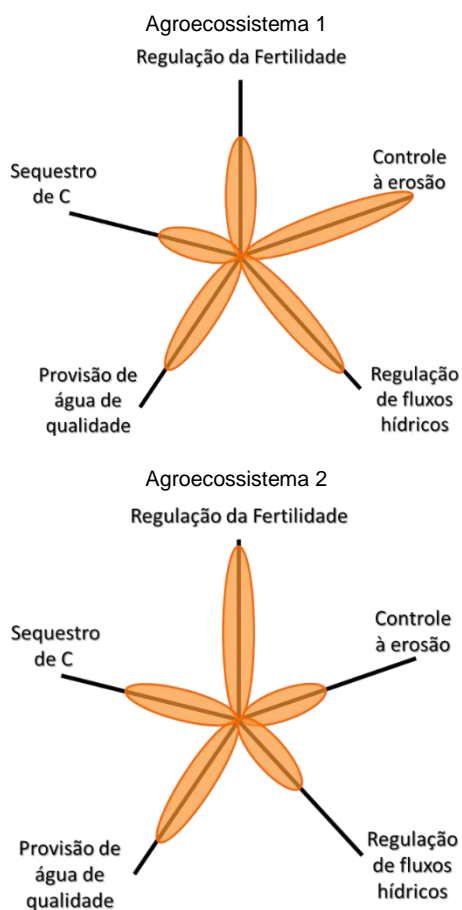 Agroecossistema 1
Regulação da Fertilidade
Controle
à erosão
Sequestro
de C
Provisão de
água de
qualidade
Regulação
de fluxos
hídricos
Agroecossistema 2
Regulação da Fertilidade
Controle
à erosão
Sequestro
de C
Provisão de
água de
qualidade
Regulação
de fluxos
hídricos